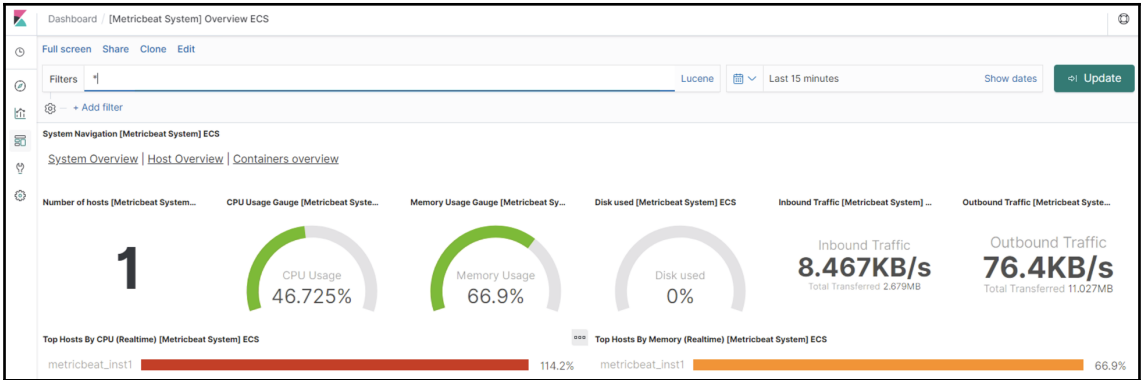 Dashboard / [Metricbeat System] Overview ECS
Full screen Share Clone Edit
Filters * Lucene Last 15 minutes Show dates Update
+ Add filter
System Navigation [Metricbeat System] ECS
System Overview | Host Overview | Containers overview
Number of hosts [Metricbeat System...
CPU Usage Gauge [Metricbeat Syste...
Memory Usage Gauge [Metricbeat Sy...
Disk used [Metricbeat System] ECS
Inbound Traffic [Metricbeat System] ...
Outbound Traffic [Metricbeat Syste...
1
CPU Usage
46.725%
Memory Usage
66.9%
Disk used
0%
Inbound Traffic
8.467KB/s
Total Transferred 2.679MB
Outbound Traffic
76.4KB/s
Total Transferred 11.027MB
Top Hosts By CPU (Realtime) [Metricbeat System] ECS
metricbeat_inst1 114.2%
Top Hosts By Memory (Realtime) [Metricbeat System] ECS
metricbeat_inst1 66.9%